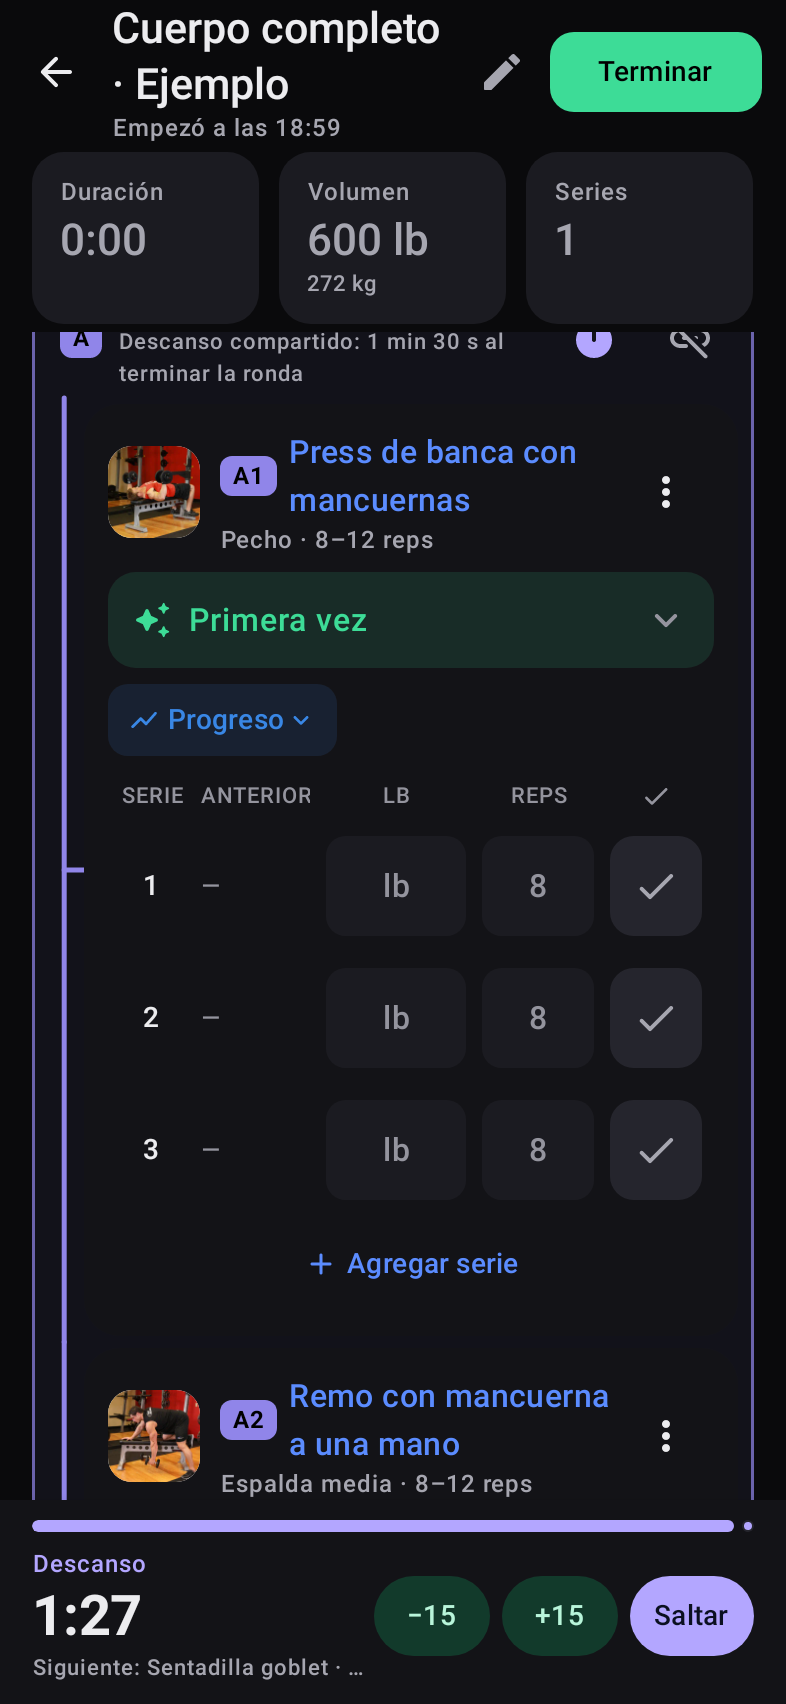 Cuerpo completo
· Ejemplo
Terminar
Empezó a las 18:59
Duración
0:00
Volumen
600 lb
272 kg
Series
1
A
Descanso compartido: 1 min 30 s al
terminar la ronda
A1
Press de banca con
mancuernas
Pecho · 8–12 reps
Primera vez
Progreso
SERIE ANTERIOR LB REPS
1 – lb 8
2 – lb 8
3 – lb 8
+ Agregar serie
A2
Remo con mancuerna
a una mano
Espalda media · 8–12 reps
Descanso
1:27
−15 +15 Saltar
Siguiente: Sentadilla goblet · …